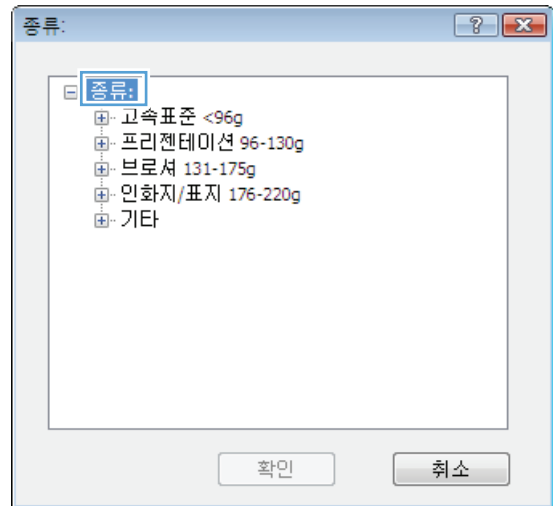 종류:
종류:
고속표준 <96g
프리젠테이션 96-130g
브로셔 131-175g
인화지/표지 176-220g
기타
확인
취소